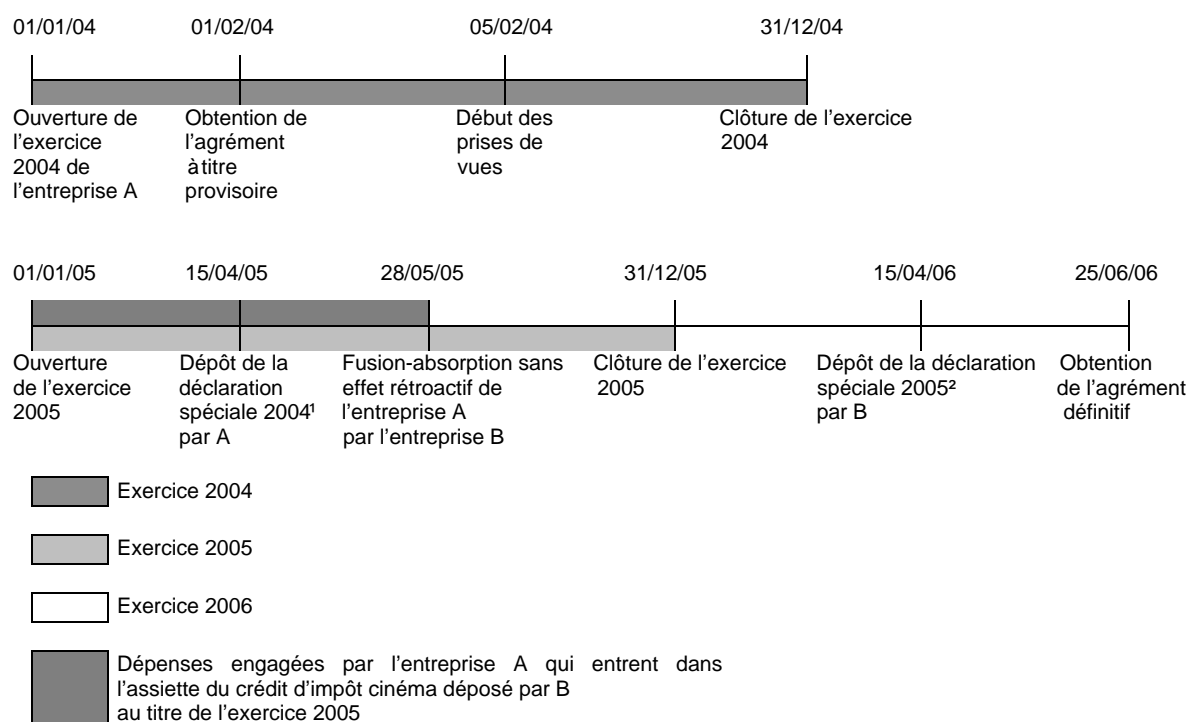 01/01/04 01/02/04 05/02/04 31/12/04
Ouverture de
l'exercice
2004 de
l'entreprise A
Obtention de
l'agrément
à titre
provisoire
Début des
prises de
vues
Clôture de l'exercice
2004
01/01/05 15/04/05 28/05/05 31/12/05 15/04/06 25/06/06
Ouverture
de l'exercice
2005
Dépôt de la
déclaration
spéciale 2004¹
par A
Fusion-absorption sans
effet rétroactif de
l'entreprise A
par l'entreprise B
Clôture de l'exercice
2005
Dépôt de la déclaration
spéciale 2005²
par B
Obtention
de l'agrément
définitif
Exercice 2004
Exercice 2005
Exercice 2006
Dépenses engagées par l'entreprise A qui entrent dans
l'assiette du crédit d'impôt cinéma déposé par B
au titre de l'exercice 2005